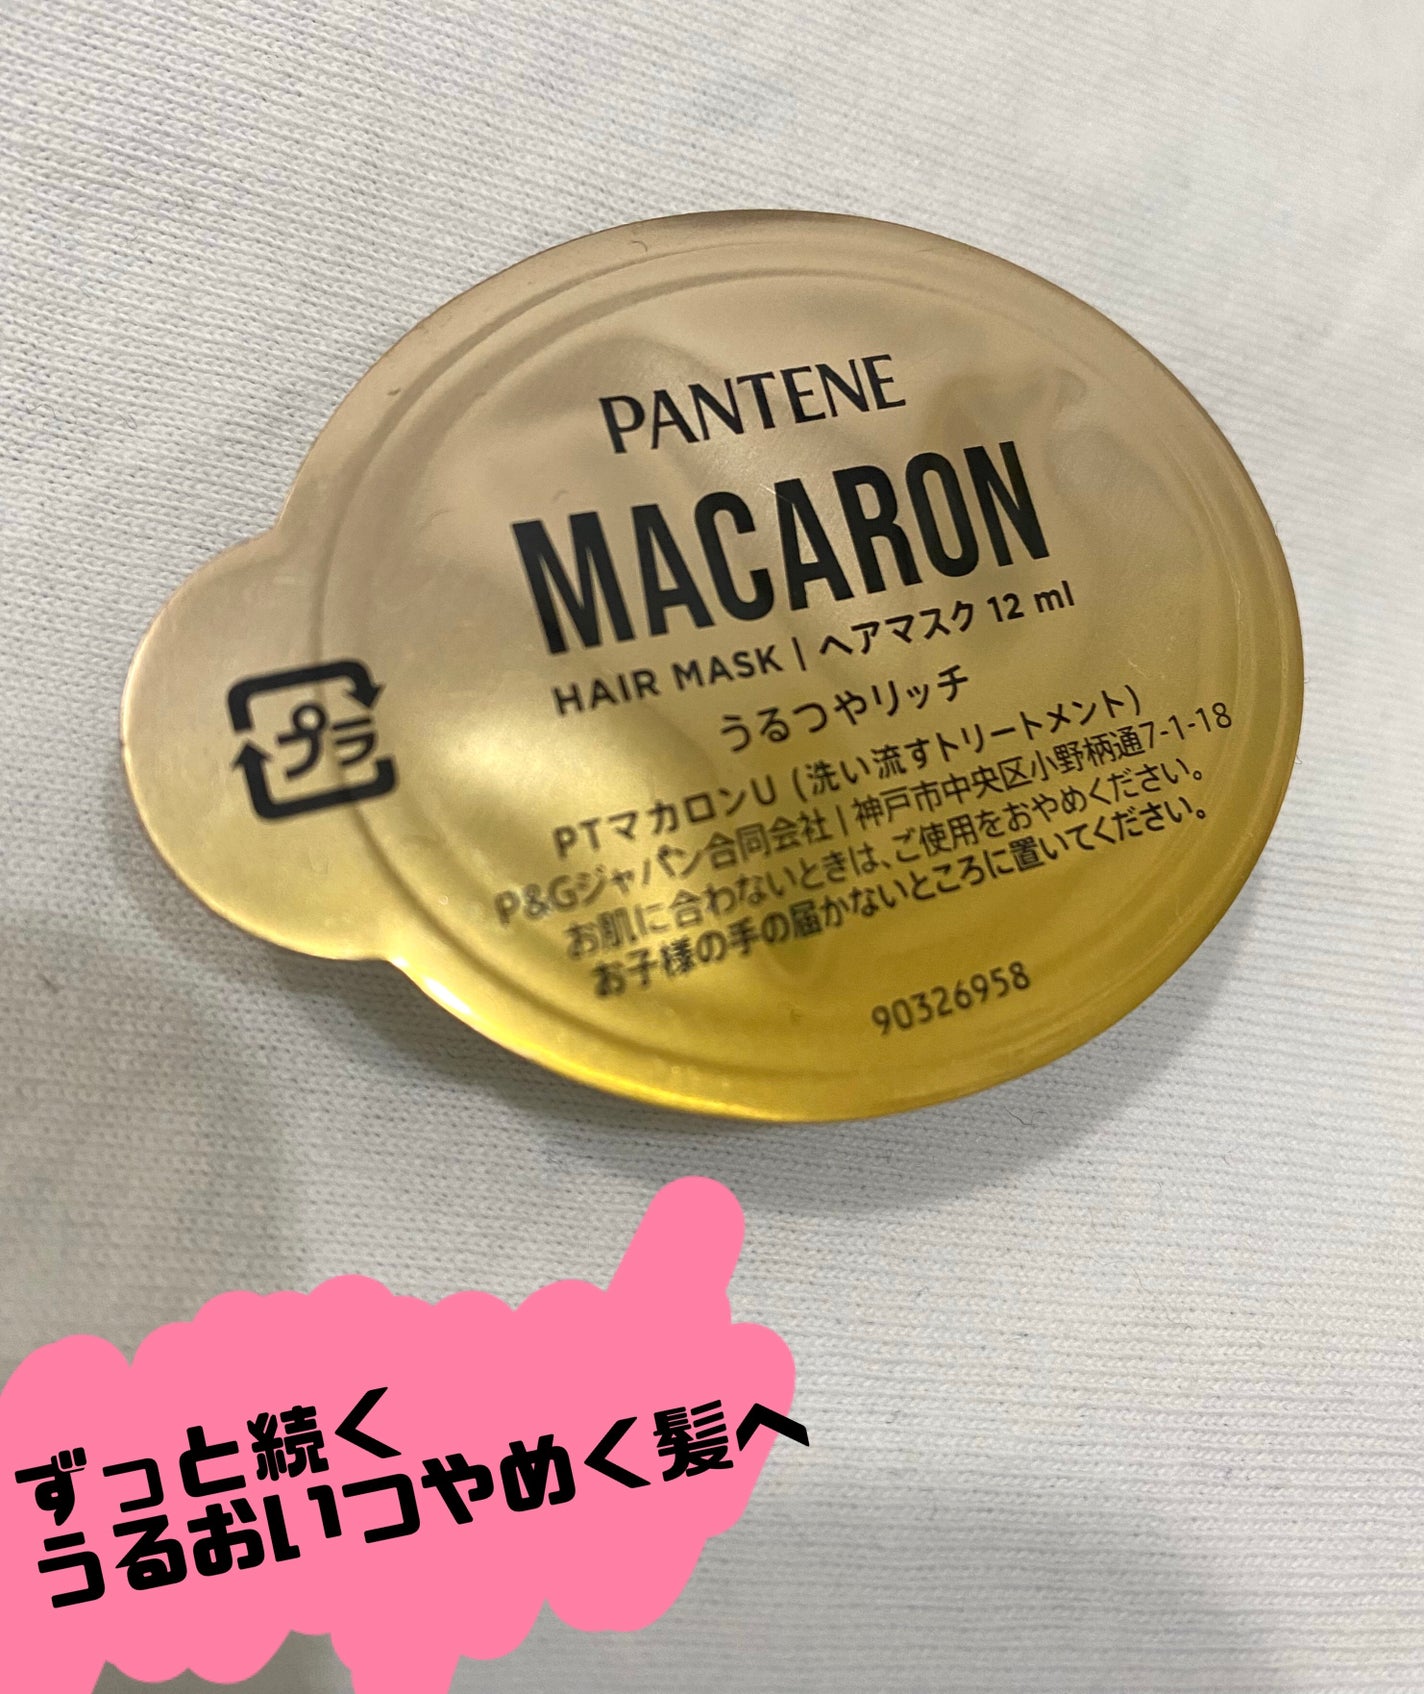 PANTENE
MACARON
HAIR MASK | ヘアマスク 12 ml
うるつやリッチ
PTマカロンU (洗い流すトリートメント)
P&Gジャパン合同会社 | 神戸市中央区小野柄通7-1-18
お肌に合わないときは、ご使用をおやめください。
お子様の手の届かないところに置いてください。
90326958
プラ
ずっと続く
うるおいつやめく髪へ